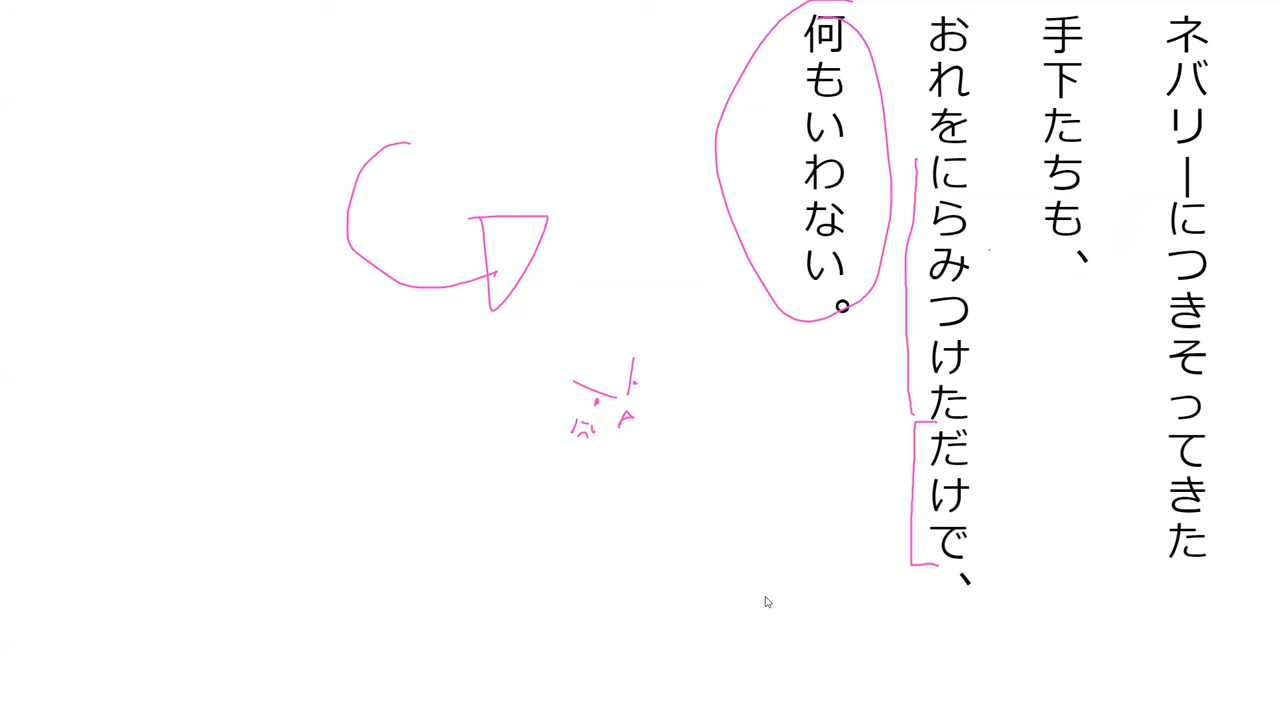 ネバリーにつきそってきた
手下たちも、
おれをにらみつけただけで、
何もいわない。